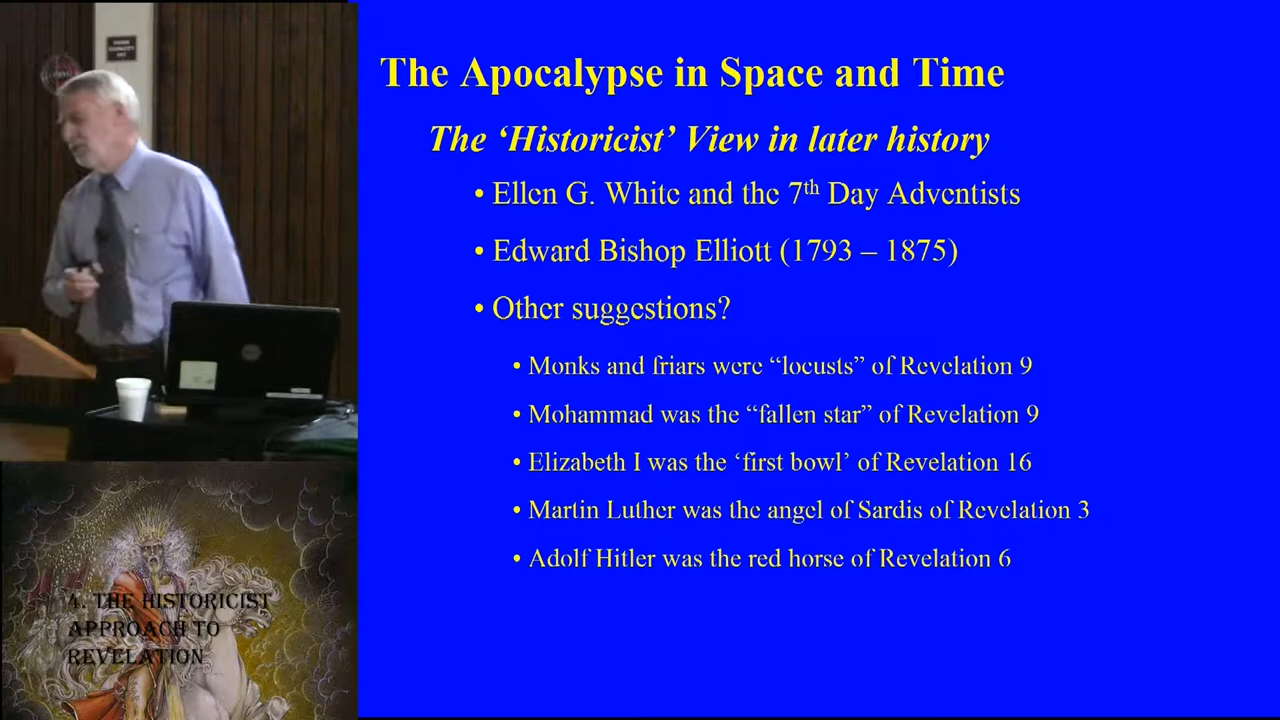 The Apocalypse in Space and Time
The ‘Historicist’ View in later history
• Ellen G. White and the 7th Day Adventists
• Edward Bishop Elliott (1793 – 1875)
• Other suggestions?
• Monks and friars were “locusts” of Revelation 9
• Mohammad was the “fallen star” of Revelation 9
• Elizabeth I was the ‘first bowl’ of Revelation 16
• Martin Luther was the angel of Sardis of Revelation 3
• Adolf Hitler was the red horse of Revelation 6
4. THE HISTORICIST
APPROACH TO
REVELATION